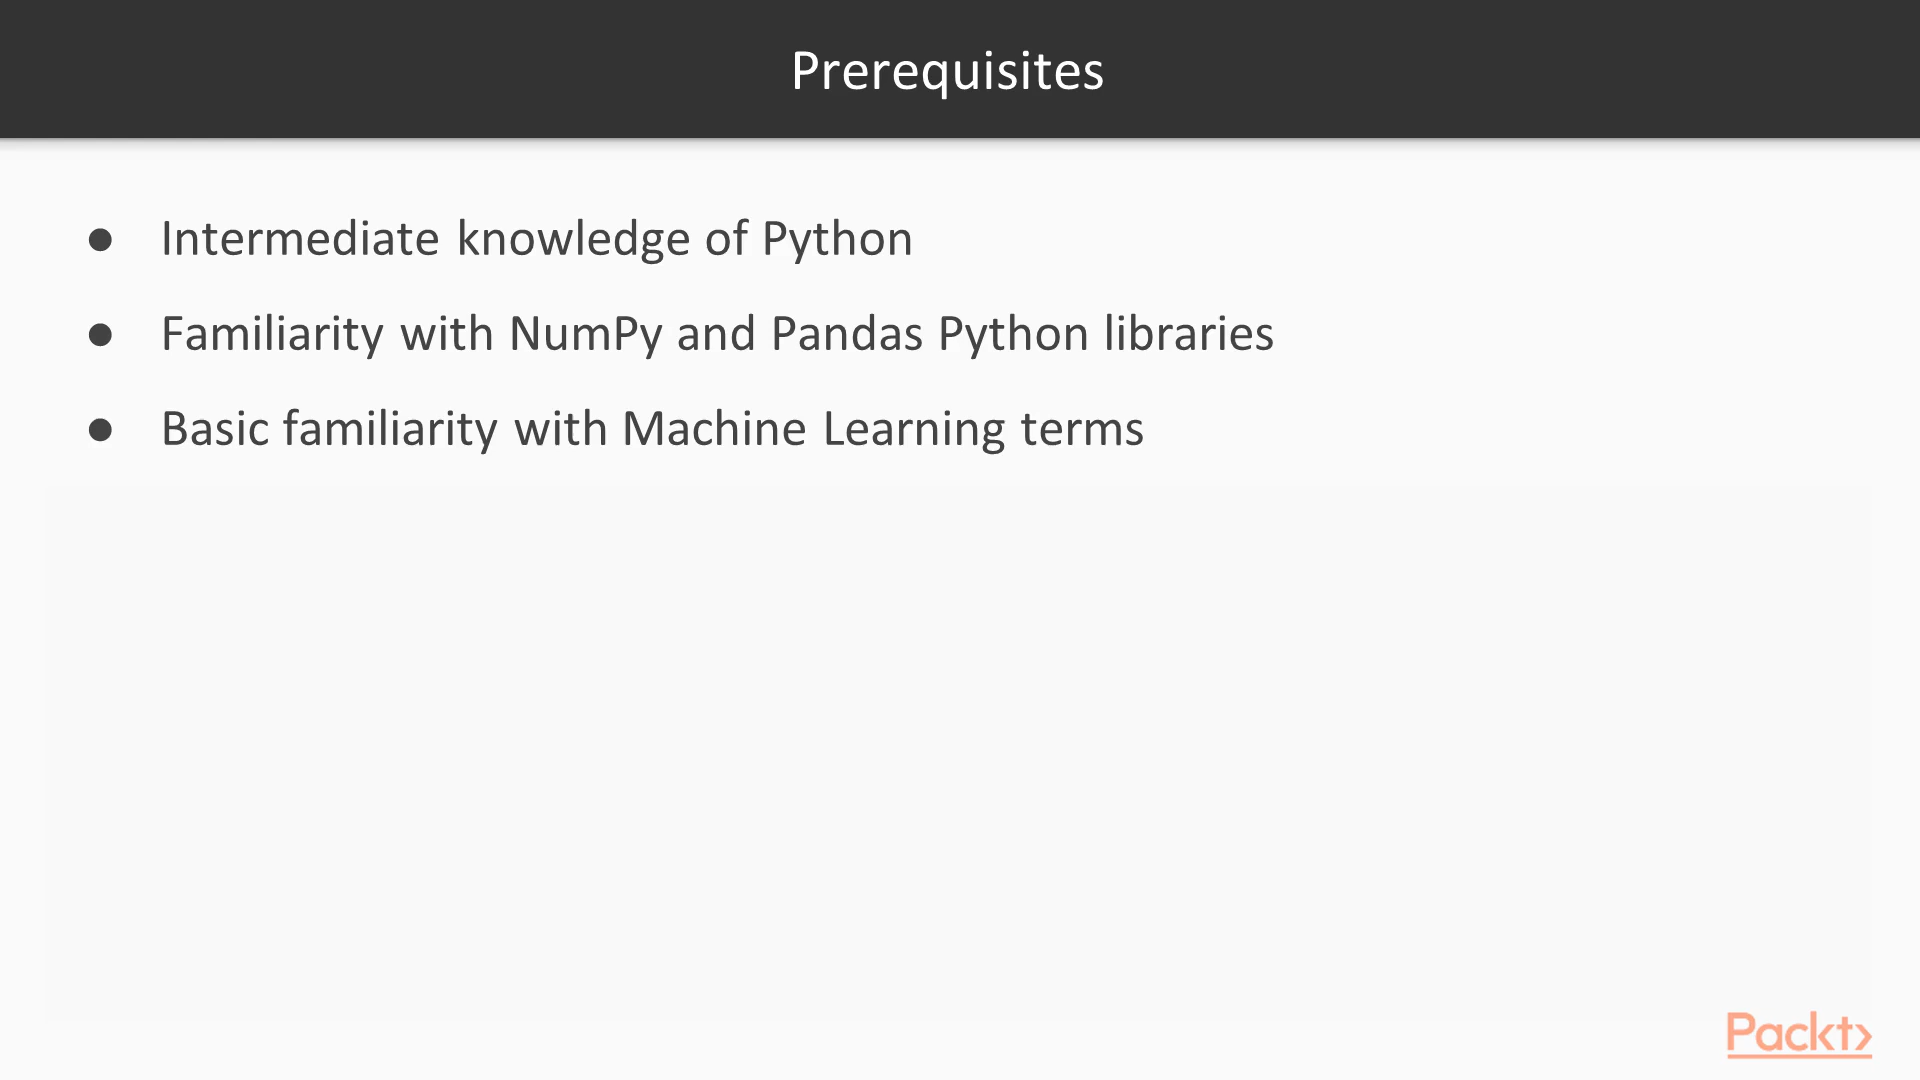 Prerequisites
● Intermediate knowledge of Python
● Familiarity with NumPy and Pandas Python libraries
● Basic familiarity with Machine Learning terms
Packt>